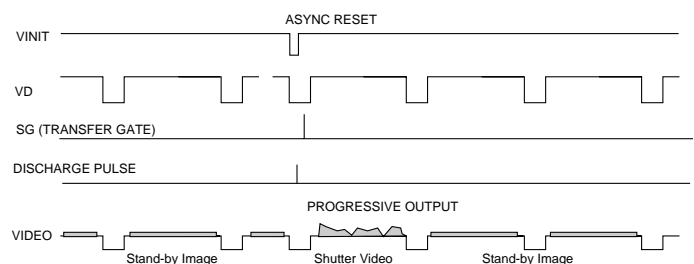 ASYNC RESET
VINIT
VD
SG (TRANSFER GATE)
DISCHARGE PULSE
PROGRESSIVE OUTPUT
VIDEO
Stand-by Image Shutter Video Stand-by Image